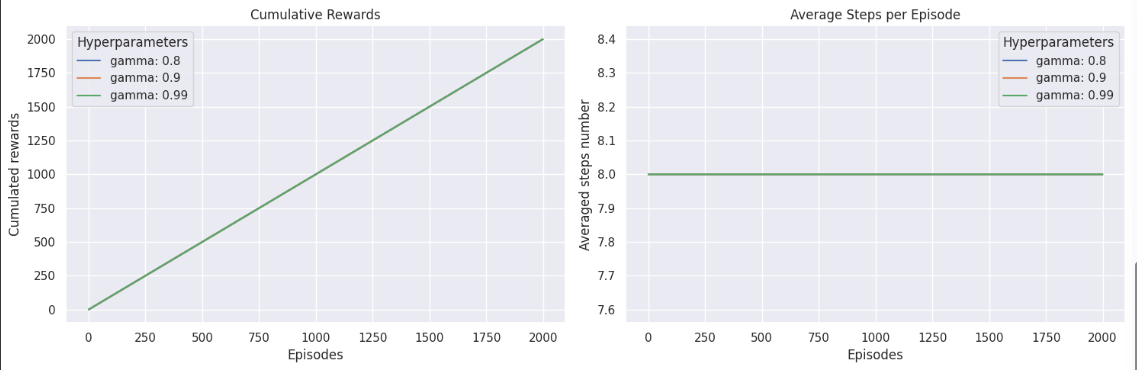 Cumulative Rewards
Hyperparameters
gamma: 0.8
gamma: 0.9
gamma: 0.99
2000
1750
1500
1250
1000
750
500
250
0
Cumulated rewards
0 250 500 750 1000 1250 1500 1750 2000
Episodes
Average Steps per Episode
Hyperparameters
gamma: 0.8
gamma: 0.9
gamma: 0.99
8.4
8.3
8.2
8.1
8.0
7.9
7.8
7.7
7.6
Averaged steps number
0 250 500 750 1000 1250 1500 1750 2000
Episodes